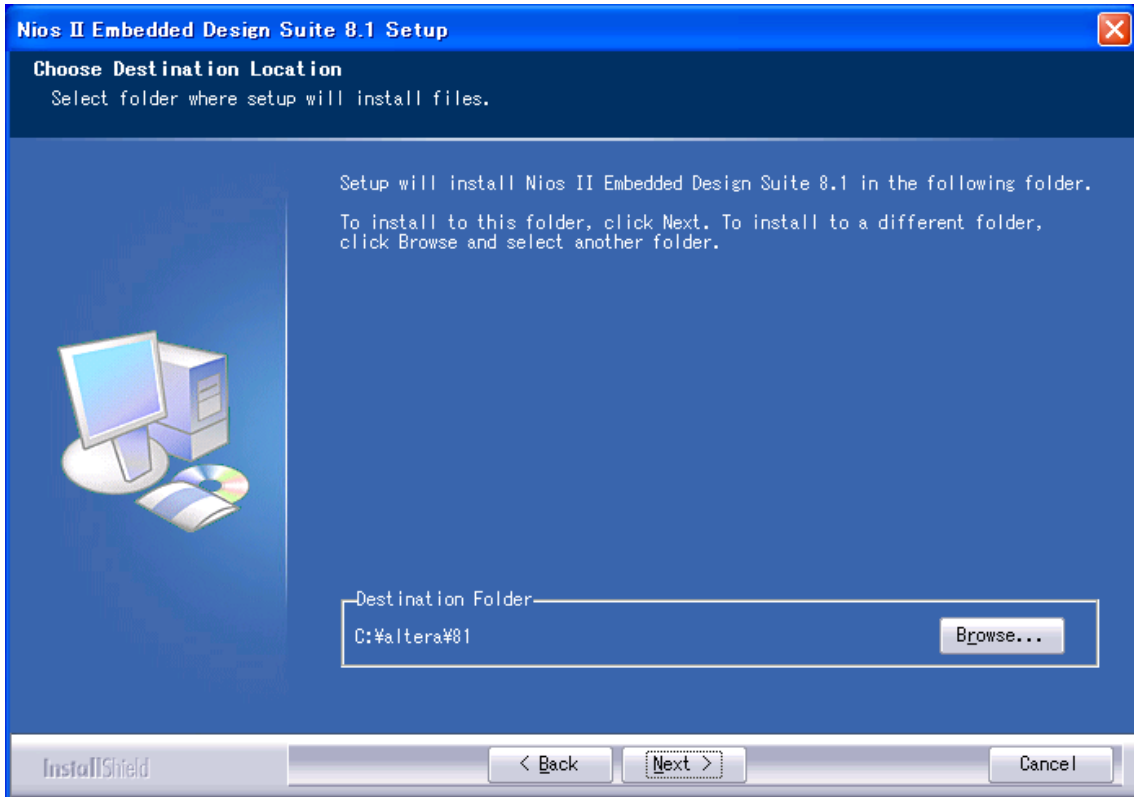 Nios II Embedded Design Suite 8.1 Setup
Choose Destination Location
Select folder where setup will install files.
Setup will install Nios II Embedded Design Suite 8.1 in the following folder.
To install to this folder, click Next. To install to a different folder,
click Browse and select another folder.
Destination Folder
C:¥altera¥81
Browse...
InstallShield
< Back
Next >
Cancel